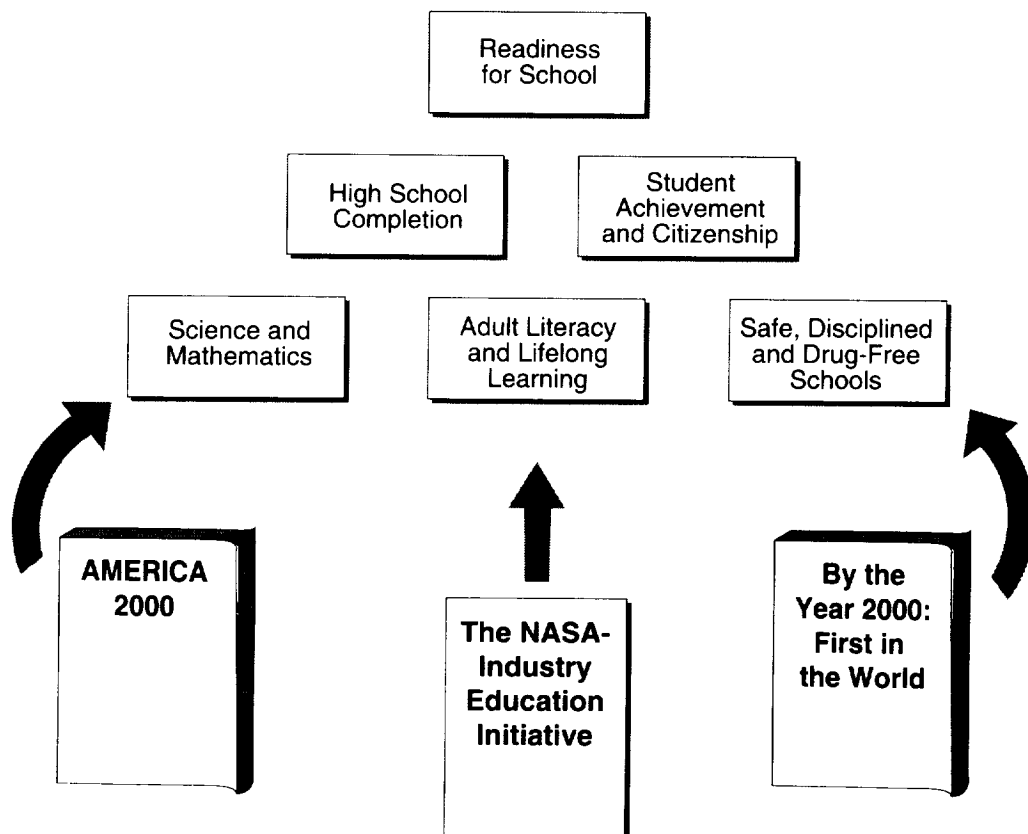 Readiness
for School
High School
Completion
Student
Achievement
and Citizenship
Science and
Mathematics
Adult Literacy
and Lifelong
Learning
Safe, Disciplined
and Drug-Free
Schools
AMERICA
2000
The NASA-
Industry
Education
Initiative
By the
Year 2000:
First in
the World